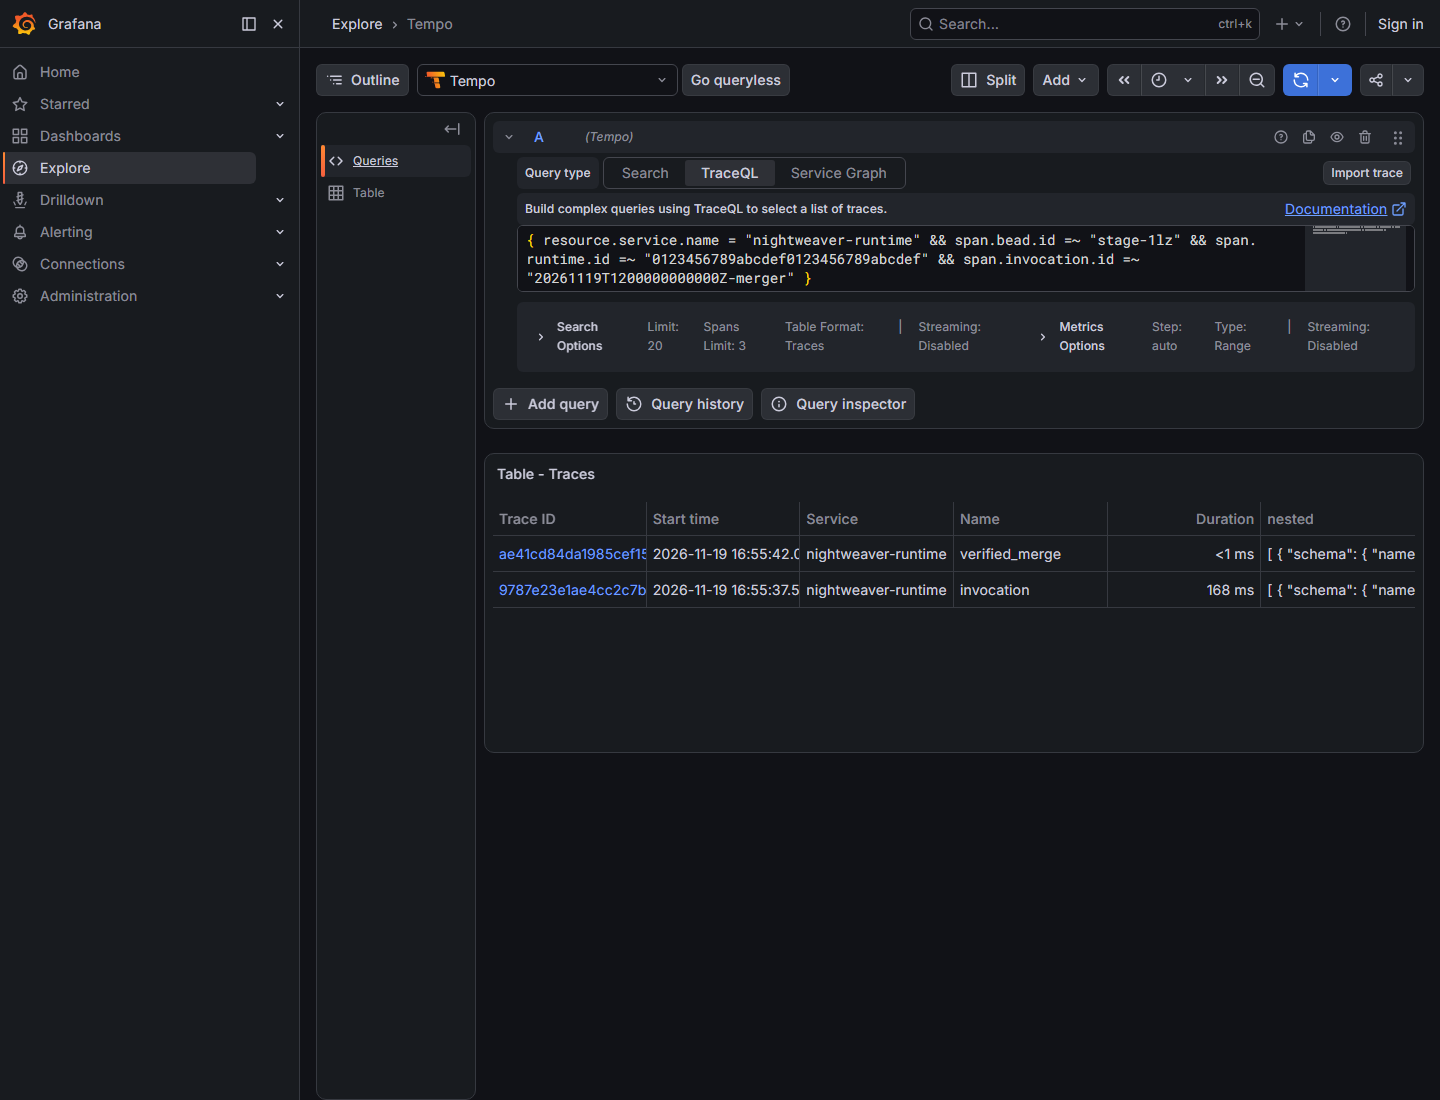 Grafana
Explore › Tempo
Search...
ctrl+k
Sign in
Home
Starred
Dashboards
Explore
Drilldown
Alerting
Connections
Administration
Outline
Tempo
Go queryless
Split
Add
Queries
Table
A
(Tempo)
Query type
Search
TraceQL
Service Graph
Import trace
Build complex queries using TraceQL to select a list of traces.
Documentation
{ resource.service.name = "nightweaver-runtime" && span.bead.id =~ "stage-1lz" && span.
runtime.id =~ "0123456789abcdef0123456789abcdef" && span.invocation.id =~
"20261119T1200000000000Z-merger" }
Search Options
Limit: 20
Spans Limit: 3
Table Format: Traces
|
Streaming: Disabled
Metrics Options
Step: auto
Type: Range
|
Streaming: Disabled
Add query
Query history
Query inspector
Table - Traces
Trace ID Start time Service Name Duration nested
ae41cd84da1985cef15 2026-11-19 16:55:42.0 nightweaver-runtime verified_merge <1 ms [ { "schema": { "name
9787e23e1ae4cc2c7b 2026-11-19 16:55:37.5 nightweaver-runtime invocation 168 ms [ { "schema": { "name